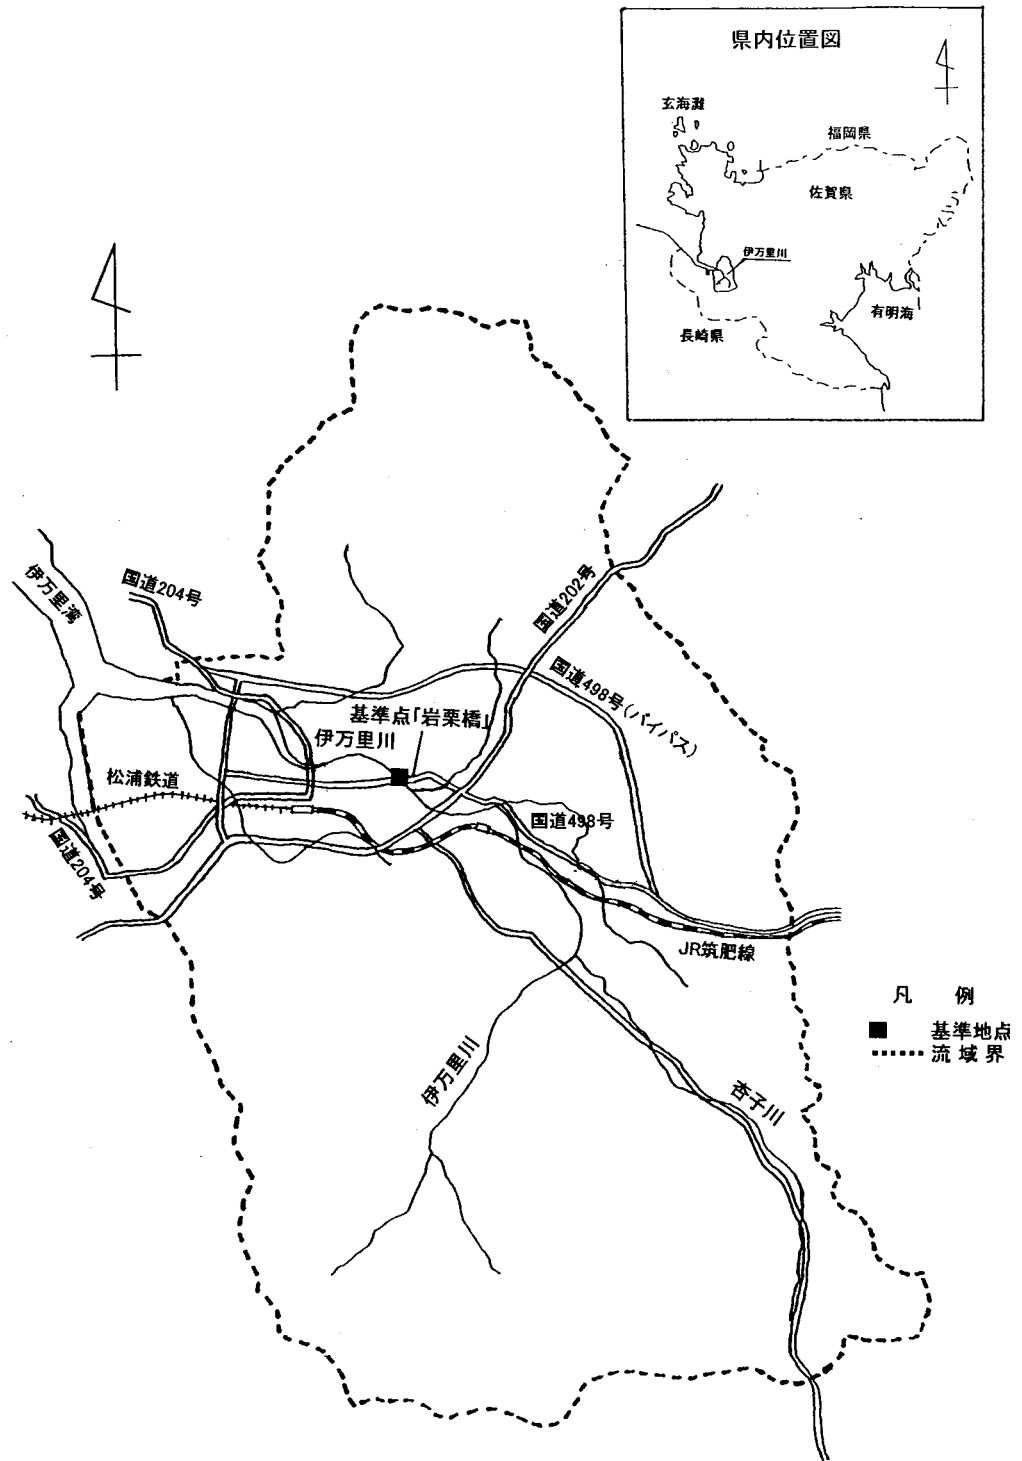 県内位置図
玄海灘
福岡県
佐賀県
伊万里川
有明海
長崎県
伊万里湾
国道204号
国道202号
国道498号(バイパス)
基準点「岩栗橋」
伊万里川
松浦鉄道
国道498号
国道204号
JR筑肥線
凡 例
基準地点
流域界
伊万里川
杏子川